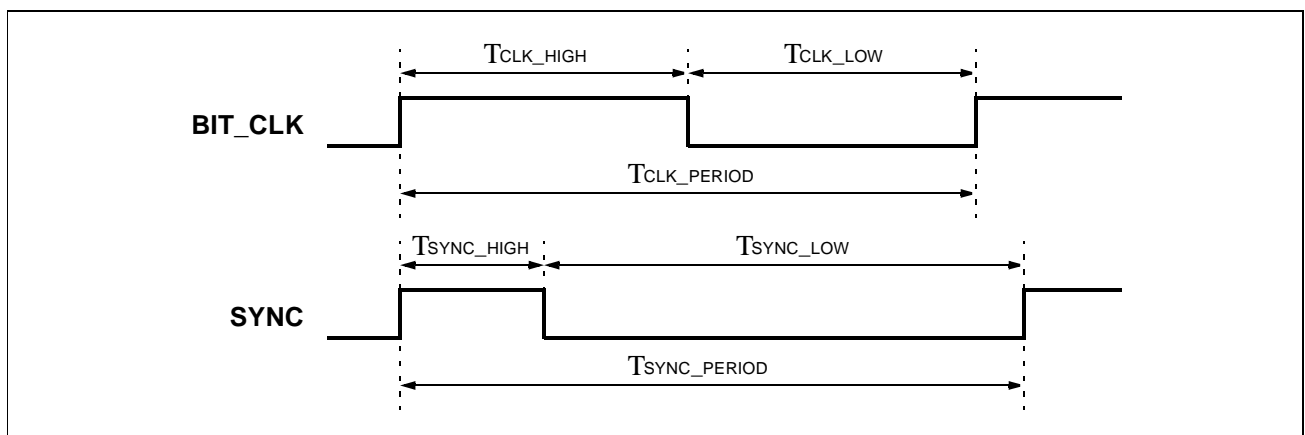 TCLK_HIGH TCLK_LOW
BIT_CLK
TCLK_PERIOD
TSYNC_HIGH TSYNC_LOW
SYNC
TSYNC_PERIOD